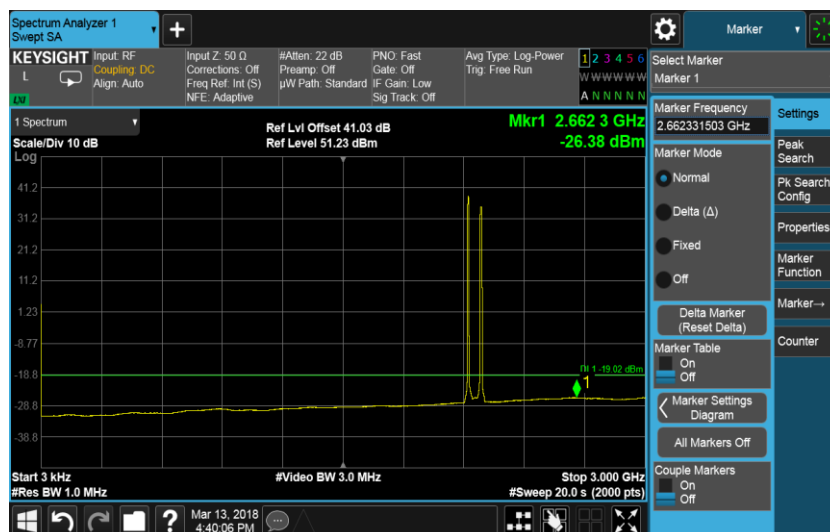 Spectrum Analyzer 1
Swept SA
+
Marker
KEYSIGHT
L
LXI
Input: RF
Coupling: DC
Align: Auto
Input Z: 50 Ω
Corrections: Off
Freq Ref: Int (S)
NFE: Adaptive
#Atten: 22 dB
Preamp: Off
µW Path: Standard
PNO: Fast
Gate: Off
IF Gain: Low
Sig Track: Off
Avg Type: Log-Power
Trig: Free Run
1 2 3 4 5 6
W W W W W W
A N N N N N
Select Marker
Marker 1
1 Spectrum
Scale/Div 10 dB
Log
Ref Lvl Offset 41.03 dB
Ref Level 51.23 dBm
Mkr1 2.662 3 GHz
-26.38 dBm
41.2
31.2
21.2
11.2
1.23
-8.77
-18.8
-28.8
-38.8
DL1 -19.02 dBm
1
Start 3 kHz
#Res BW 1.0 MHz
#Video BW 3.0 MHz
Stop 3.000 GHz
#Sweep 20.0 s (2000 pts)
Marker Frequency
2.662331503 GHz
Marker Mode
Normal
Delta (Δ)
Fixed
Off
Delta Marker
(Reset Delta)
Marker Table
On
Off
Marker Settings
Diagram
All Markers Off
Couple Markers
On
Off
Settings
Peak
Search
Pk Search
Config
Properties
Marker
Function
Marker→
Counter
?
Mar 13, 2018
4:40:06 PM